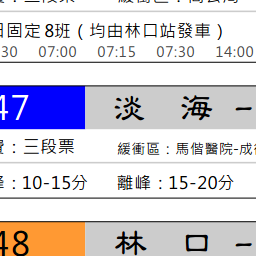 日固定8班（均由林口站發車）
30 07:00 07:15 07:30 14:00
47 淡 海 –
費：三段票 緩衝區：馬偕醫院-成
峰：10-15分 離峰：15-20分
48 林 口 –